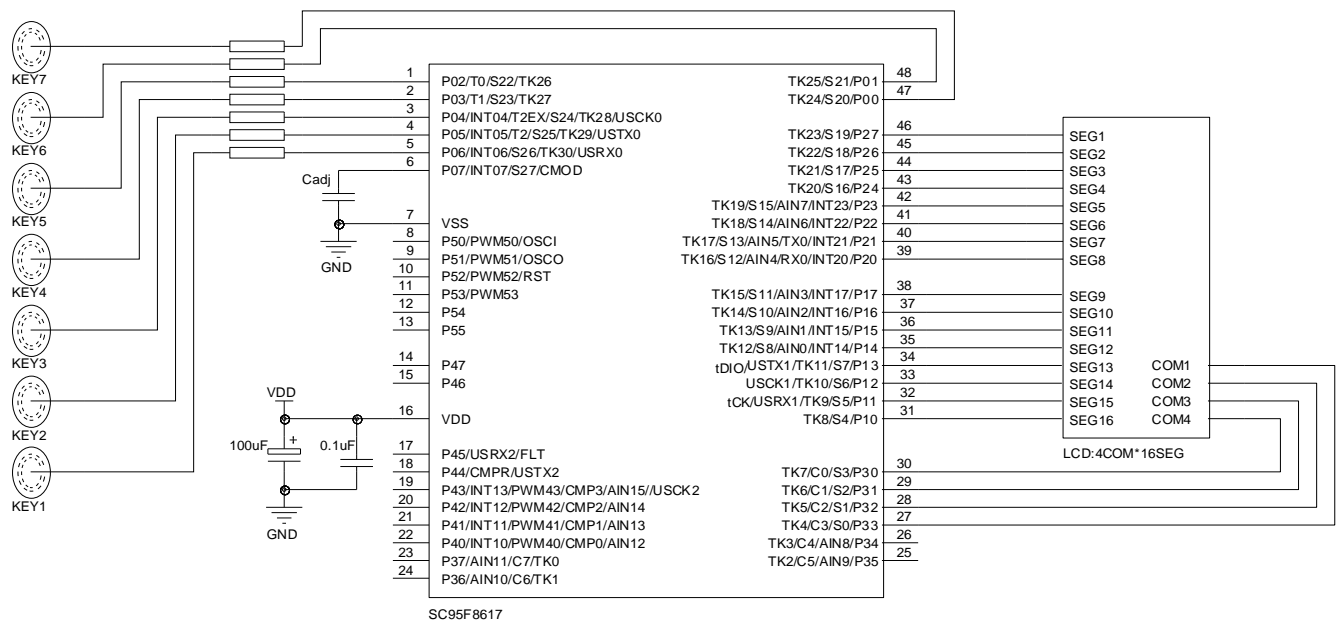 KEY7
KEY6
KEY5
KEY4
KEY3
KEY2
KEY1
Cadj
GND
VDD
100uF
+
0.1uF
GND
1 P02/T0/S22/TK26
2 P03/T1/S23/TK27
3 P04/INT04/T2EX/S24/TK28/USCK0
4 P05/INT05/T2/S25/TK29/USTX0
5 P06/INT06/S26/TK30/USRX0
6 P07/INT07/S27/CMOD
7 VSS
8 P50/PWM50/OSCI
9 P51/PWM51/OSCO
10 P52/PWM52/RST
11 P53/PWM53
12 P54
13 P55
14 P47
15 P46
16 VDD
17 P45/USRX2/FLT
18 P44/CMPR/USTX2
19 P43/INT13/PWM43/CMP3/AIN15//USCK2
20 P42/INT12/PWM42/CMP2/AIN14
21 P41/INT11/PWM41/CMP1/AIN13
22 P40/INT10/PWM40/CMP0/AIN12
23 P37/AIN11/C7/TK0
24 P36/AIN10/C6/TK1
TK25/S21/P01 48
TK24/S20/P00 47
TK23/S19/P27 46
TK22/S18/P26 45
TK21/S17/P25 44
TK20/S16/P24 43
TK19/S15/AIN7/INT23/P23 42
TK18/S14/AIN6/INT22/P22 41
TK17/S13/AIN5/TX0/INT21/P21 40
TK16/S12/AIN4/RX0/INT20/P20 39
TK15/S11/AIN3/INT17/P17 38
TK14/S10/AIN2/INT16/P16 37
TK13/S9/AIN1/INT15/P15 36
TK12/S8/AIN0/INT14/P14 35
tDIO/USTX1/TK11/S7/P13 34
USCK1/TK10/S6/P12 33
tCK/USRX1/TK9/S5/P11 32
TK8/S4/P10 31
TK7/C0/S3/P30 30
TK6/C1/S2/P31 29
TK5/C2/S1/P32 28
TK4/C3/S0/P33 27
TK3/C4/AIN8/P34 26
TK2/C5/AIN9/P35 25
SC95F8617
SEG1
SEG2
SEG3
SEG4
SEG5
SEG6
SEG7
SEG8
SEG9
SEG10
SEG11
SEG12
SEG13 COM1
SEG14 COM2
SEG15 COM3
SEG16 COM4
LCD:4COM*16SEG